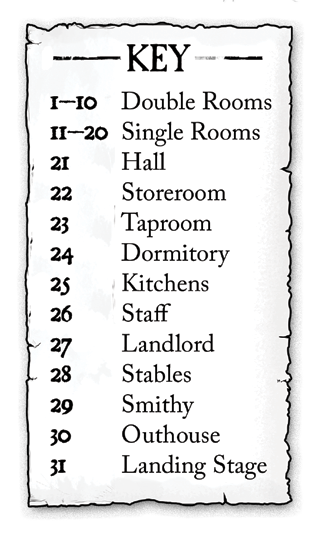 KEY
1–10 Double Rooms
11–20 Single Rooms
21 Hall
22 Storeroom
23 Taproom
24 Dormitory
25 Kitchens
26 Staff
27 Landlord
28 Stables
29 Smithy
30 Outhouse
31 Landing Stage